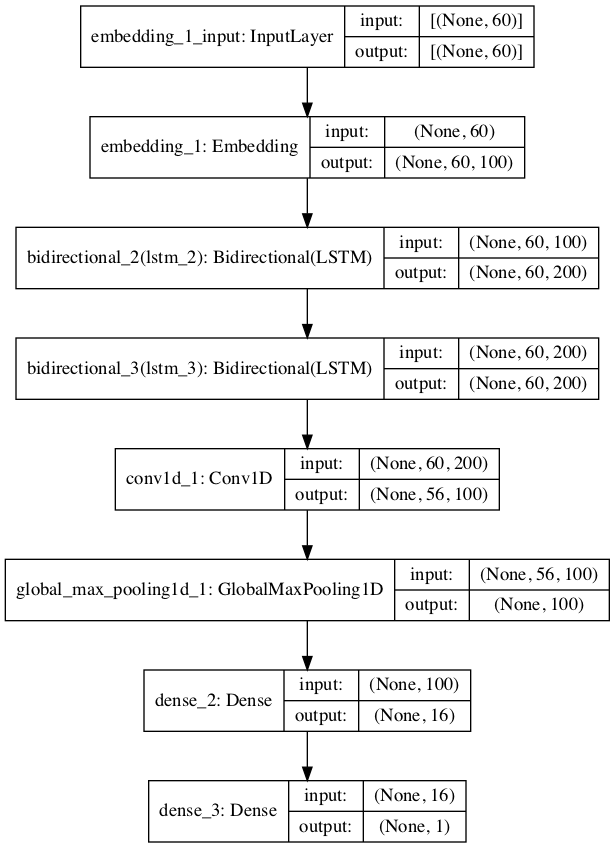 embedding_1_input: InputLayer
input: [(None, 60)]
output: [(None, 60)]
embedding_1: Embedding
input: (None, 60)
output: (None, 60, 100)
bidirectional_2(lstm_2): Bidirectional(LSTM)
input: (None, 60, 100)
output: (None, 60, 200)
bidirectional_3(lstm_3): Bidirectional(LSTM)
input: (None, 60, 200)
output: (None, 60, 200)
conv1d_1: Conv1D
input: (None, 60, 200)
output: (None, 56, 100)
global_max_pooling1d_1: GlobalMaxPooling1D
input: (None, 56, 100)
output: (None, 100)
dense_2: Dense
input: (None, 100)
output: (None, 16)
dense_3: Dense
input: (None, 16)
output: (None, 1)